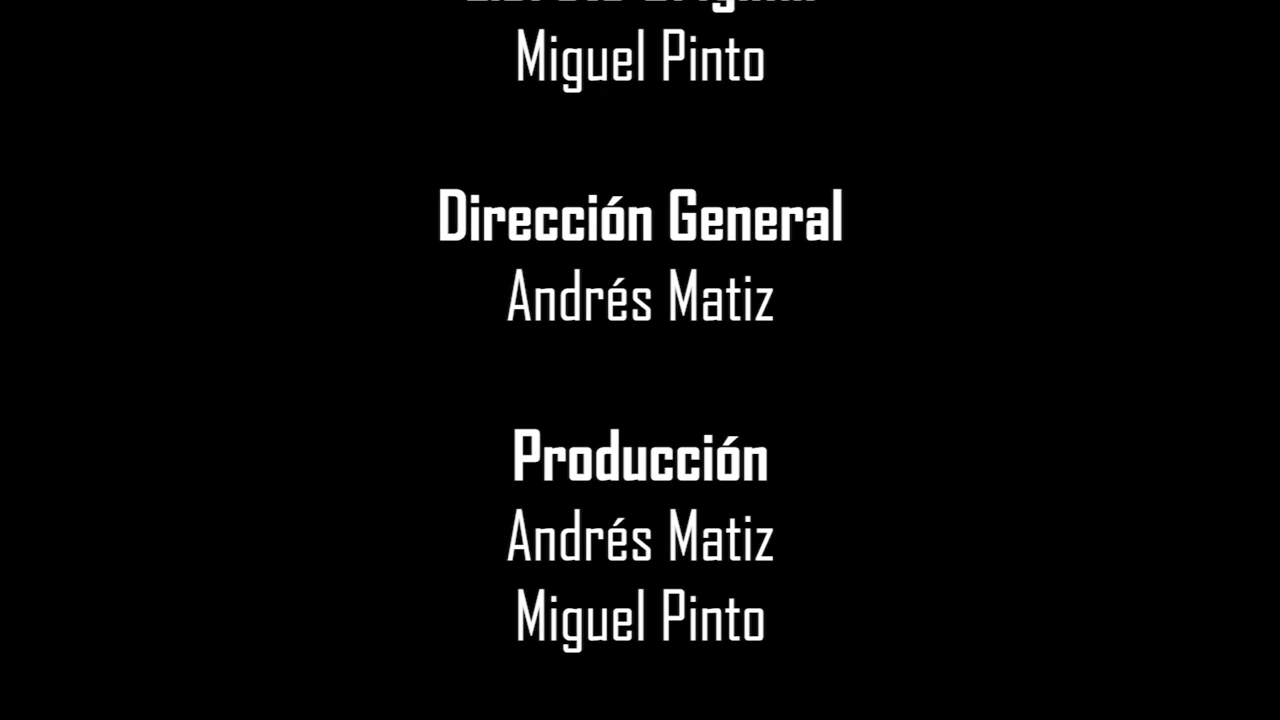 Miguel Pinto
Dirección General
Andrés Matiz
Producción
Andrés Matiz
Miguel Pinto